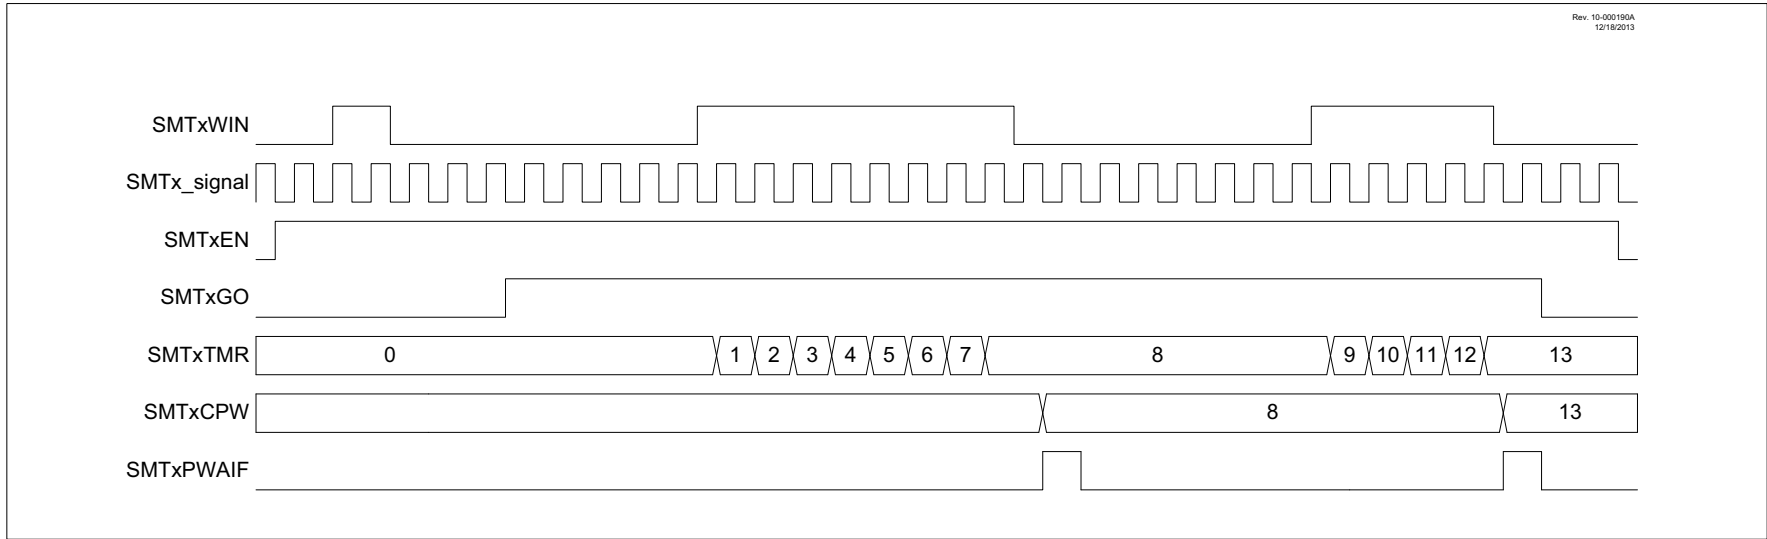 Rev. 10-000190A
12/18/2013
SMTxWIN
SMTx_signal
SMTxEN
SMTxGO
SMTxTMR 0 1 2 3 4 5 6 7 8 9 10 11 12 13
SMTxCPW 8 13
SMTxPWAIF